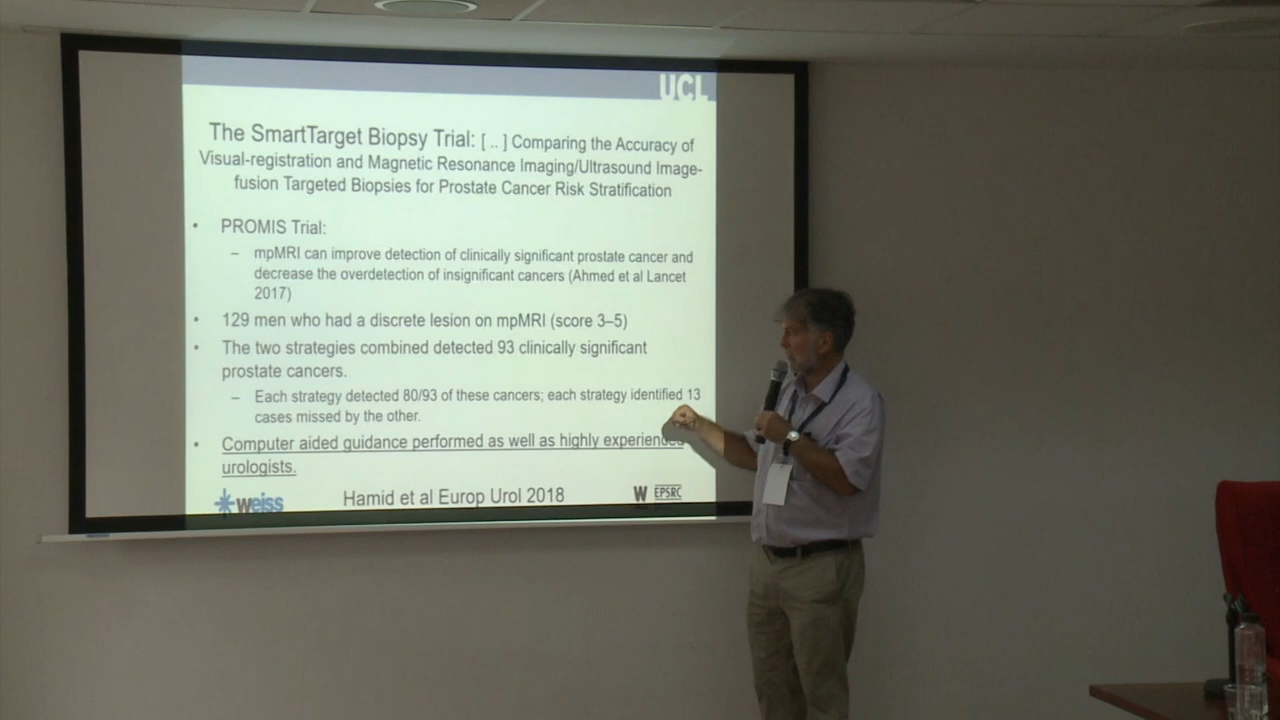 UCL
The SmartTarget Biopsy Trial: [ .. ] Comparing the Accuracy of
Visual-registration and Magnetic Resonance Imaging/Ultrasound Image-
fusion Targeted Biopsies for Prostate Cancer Risk Stratification
• PROMIS Trial:
– mpMRI can improve detection of clinically significant prostate cancer and
decrease the overdetection of insignificant cancers (Ahmed et al Lancet
2017)
• 129 men who had a discrete lesion on mpMRI (score 3–5)
• The two strategies combined detected 93 clinically significant
prostate cancers.
– Each strategy detected 80/93 of these cancers; each strategy identified 13
cases missed by the other.
• Computer aided guidance performed as well as highly experienced
urologists.
weiss Hamid et al Europ Urol 2018 W EPSRC